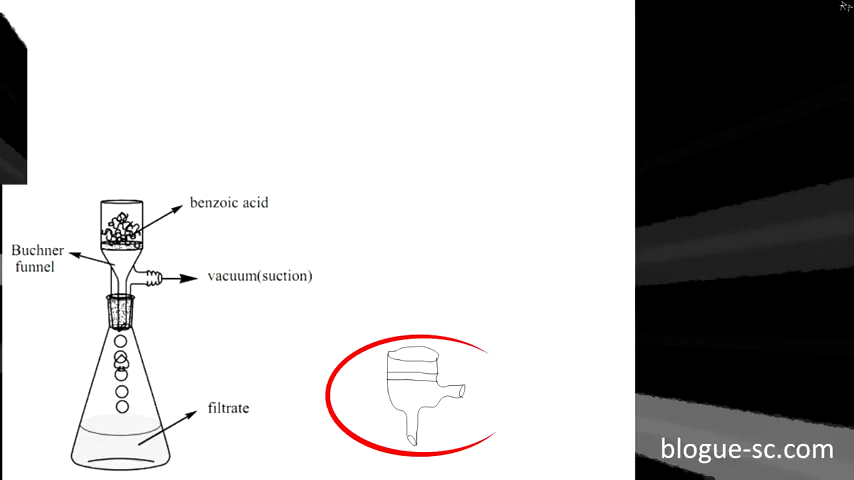 benzoic acid
Buchner
funnel
vacuum(suction)
filtrate
blogue-sc.com